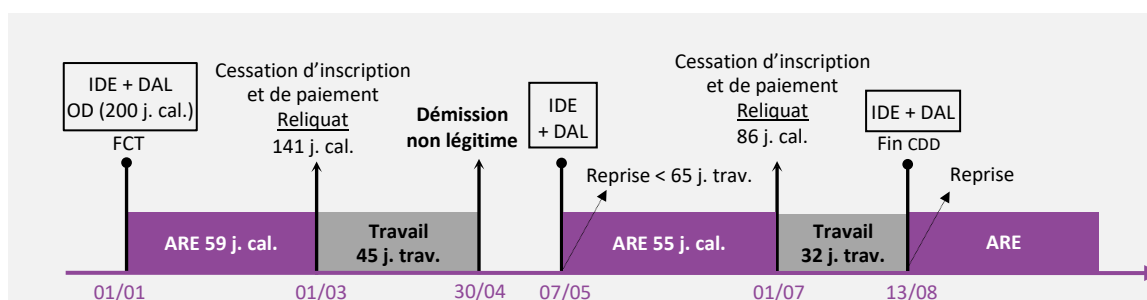 IDE + DAL
OD (200 j. cal.)
FCT
Cessation d’inscription
et de paiement
Reliquat
141 j. cal.
Démission
non légitime
IDE
+ DAL
Reprise < 65 j. trav.
Cessation d’inscription
et de paiement
Reliquat
86 j. cal.
IDE + DAL
Fin CDD
Reprise
ARE 59 j. cal.
Travail
45 j. trav.
ARE 55 j. cal.
Travail
32 j. trav.
ARE
01/01
01/03
30/04
07/05
01/07
13/08